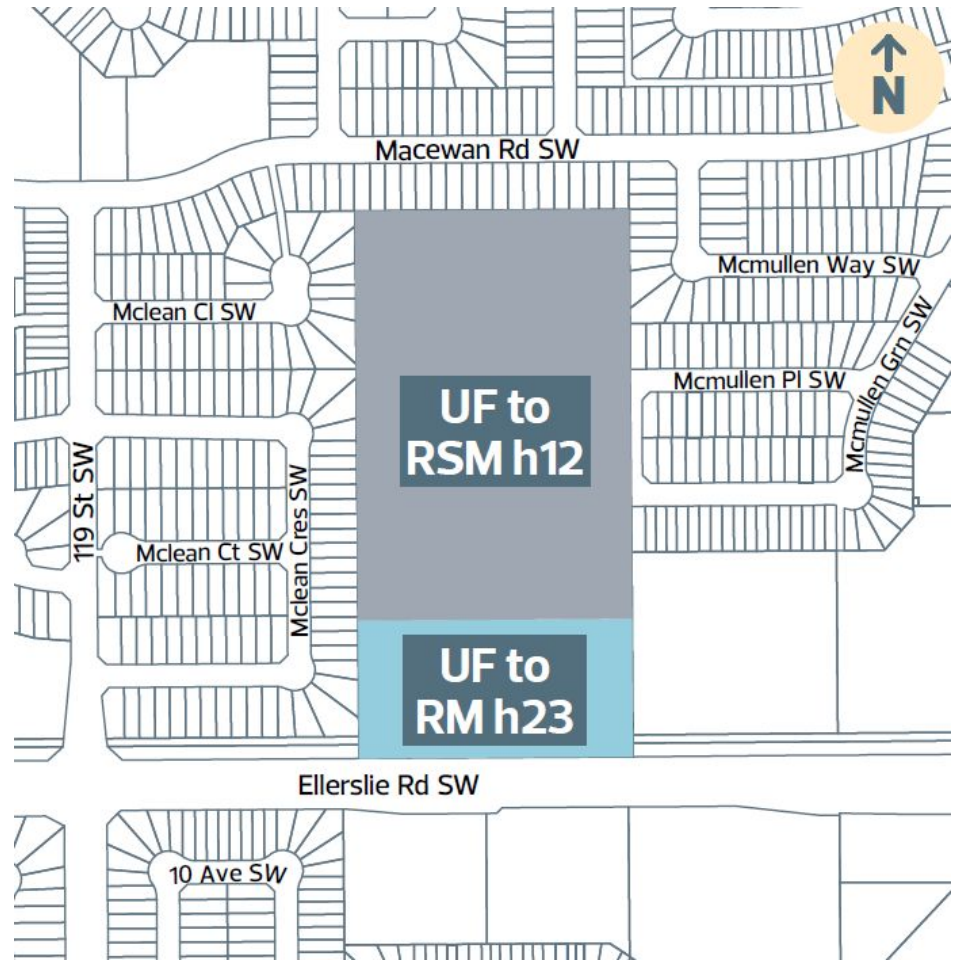 N
Macewan Rd SW
Mcmullen Way SW
Mclean Cl SW
Mcmullen Grn SW
Mcmullen Pl SW
UF to
RSM h12
119 St SW
Mclean Cres SW
Mclean Ct SW
UF to
RM h23
Ellerslie Rd SW
10 Ave SW